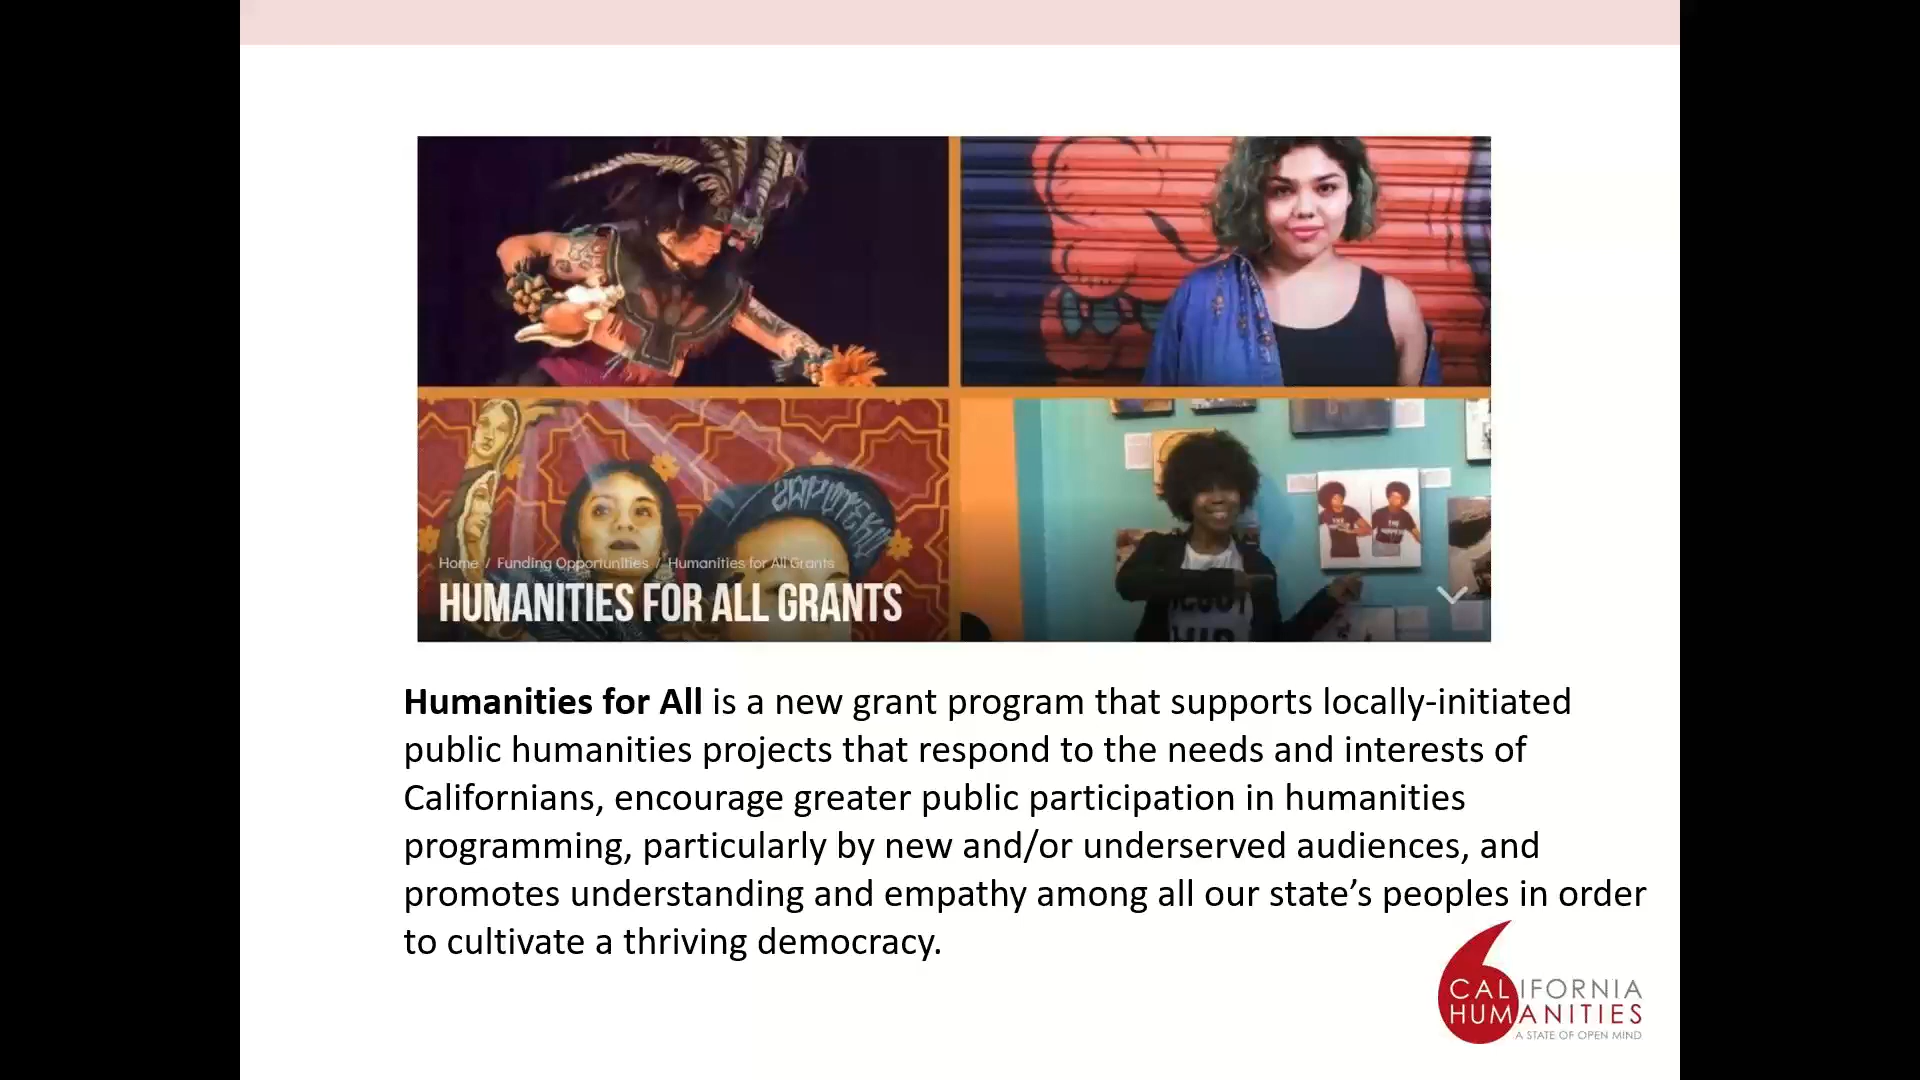 ZAPOTEKO
Home / Funding Opportunities / Humanities for All Grants
HUMANITIES FOR ALL GRANTS
Humanities for All is a new grant program that supports locally-initiated
public humanities projects that respond to the needs and interests of
Californians, encourage greater public participation in humanities
programming, particularly by new and/or underserved audiences, and
promotes understanding and empathy among all our state’s peoples in order
to cultivate a thriving democracy.
CALIFORNIA
HUMANITIES
A STATE OF OPEN MIND